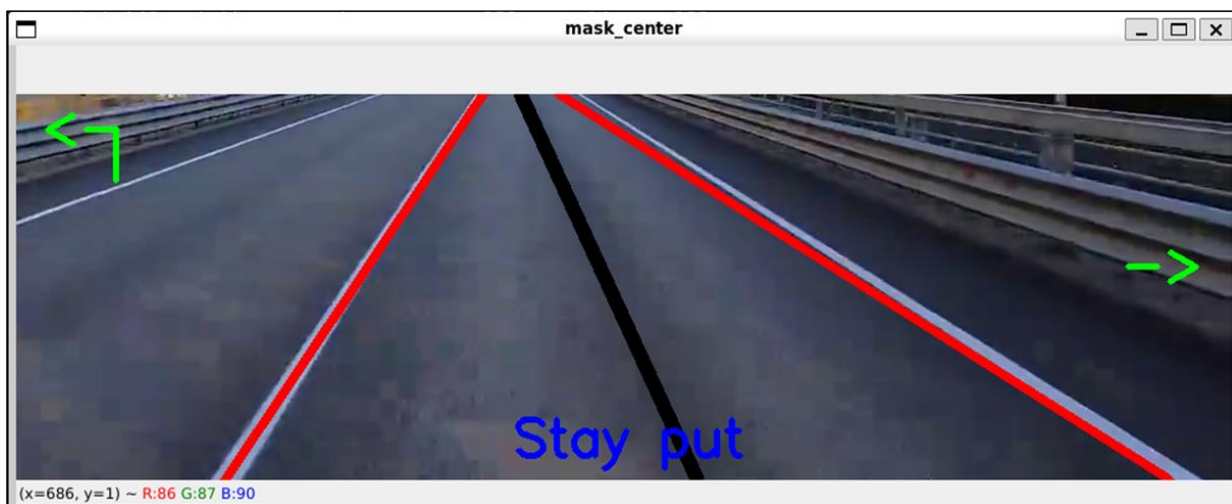 mask_center
Stay put
(x=686, y=1) ~ R:86 G:87 B:90